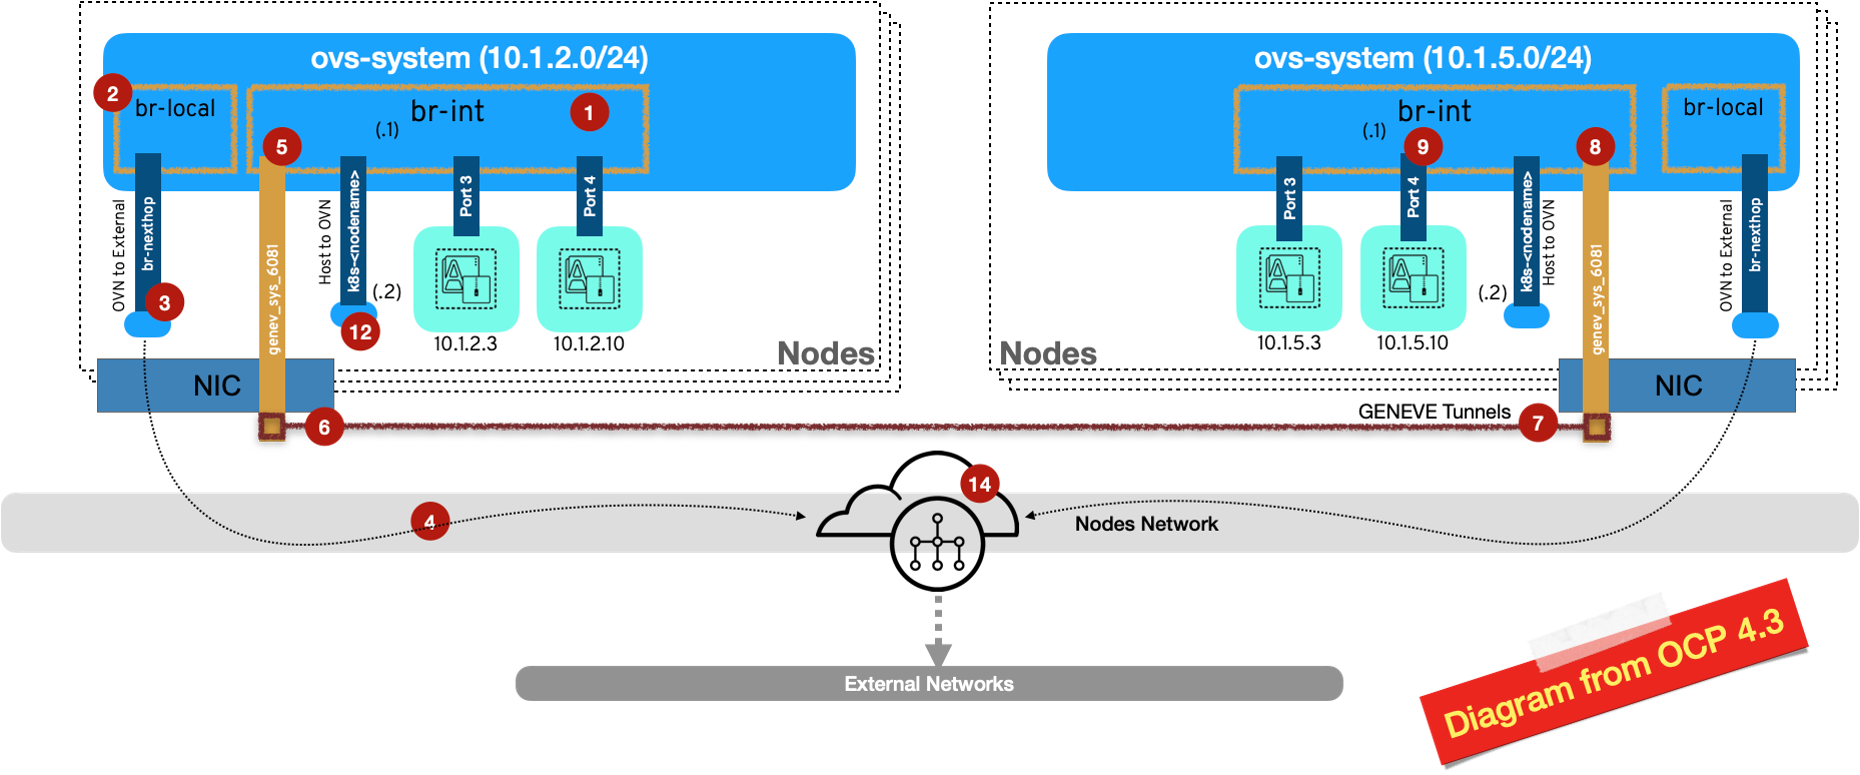 ovs-system (10.1.2.0/24)
2
br-local
br-int
1
(.1)
5
OVN to External
br-nexthop
genev_sys_6081
Host to OVN
k8s-<nodename>
Port 3
Port 4
3
(.2)
12
10.1.2.3
10.1.2.10
Nodes
NIC
6
ovs-system (10.1.5.0/24)
br-int
(.1)
br-local
9
8
Port 3
Port 4
k8s-<nodename>
Host to OVN
genev_sys_6081
OVN to External
br-nexthop
(.2)
10.1.5.3
10.1.5.10
Nodes
NIC
GENEVE Tunnels
7
14
4
Nodes Network
External Networks
Diagram from OCP 4.3